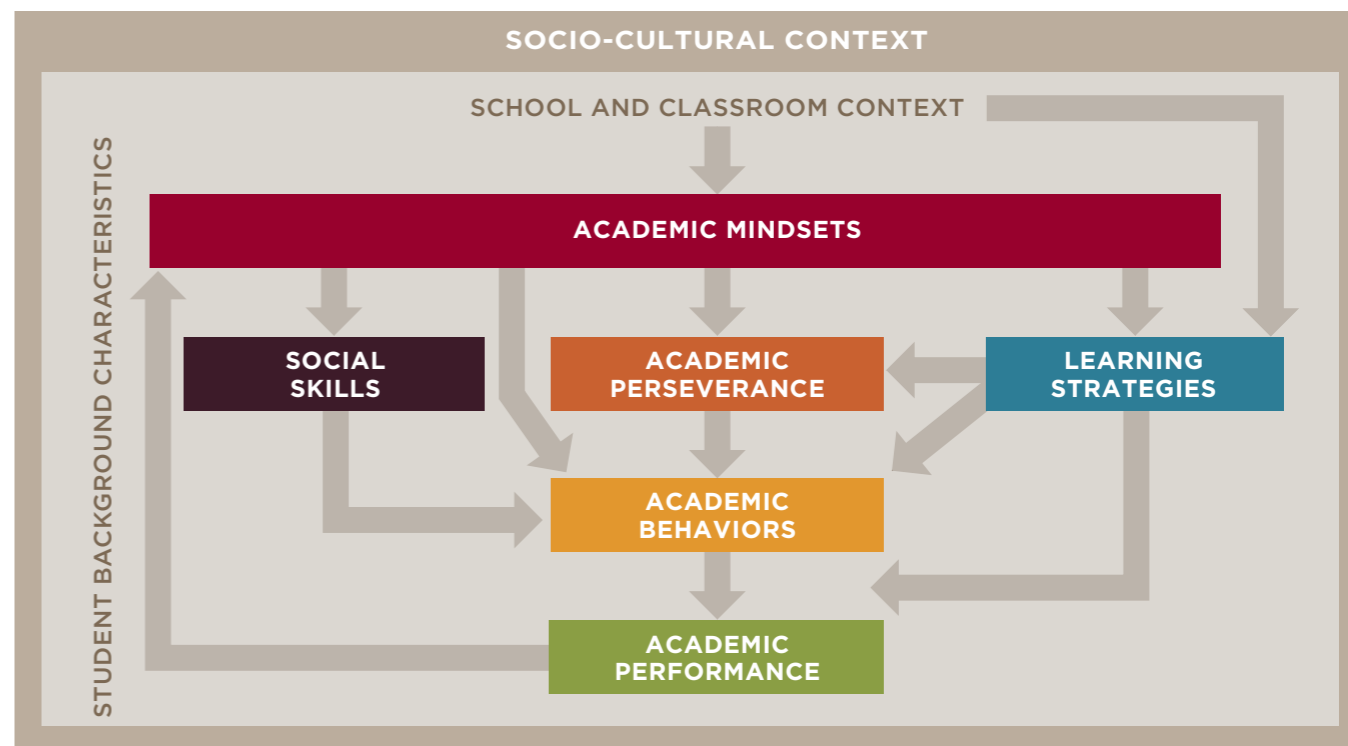 SOCIO-CULTURAL CONTEXT
SCHOOL AND CLASSROOM CONTEXT
STUDENT BACKGROUND CHARACTERISTICS
ACADEMIC MINDSETS
SOCIAL
SKILLS
ACADEMIC
PERSEVERANCE
LEARNING
STRATEGIES
ACADEMIC
BEHAVIORS
ACADEMIC
PERFORMANCE